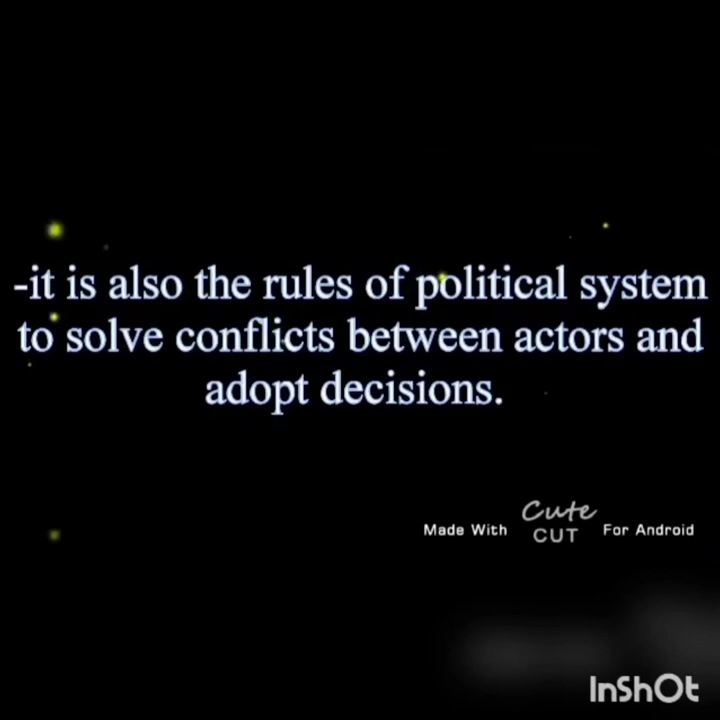 -it is also the rules of political system
to solve conflicts between actors and
adopt decisions.
Made With Cute CUT For Android
InShOt